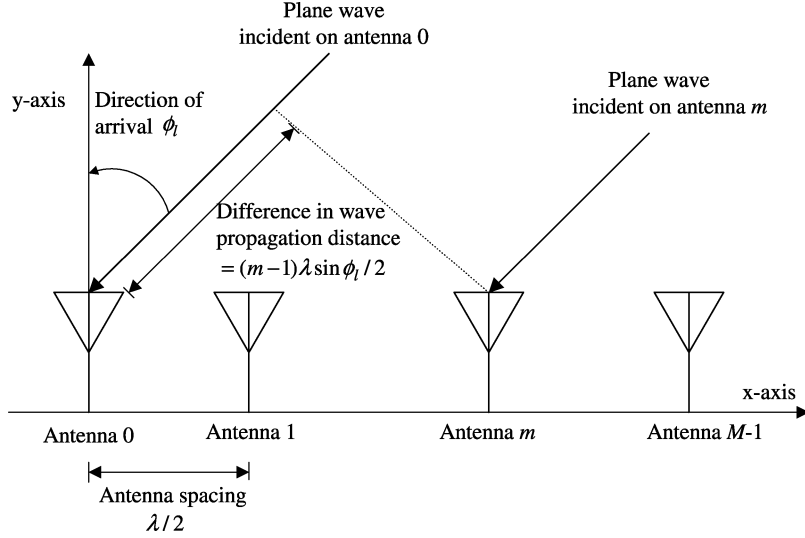 Plane wave
incident on antenna 0
Plane wave
incident on antenna m
y-axis
Direction of
arrival ϕₗ
Difference in wave
propagation distance
= (m−1)λ sin ϕₗ / 2
x-axis
Antenna 0
Antenna 1
Antenna m
Antenna M-1
Antenna spacing
λ / 2